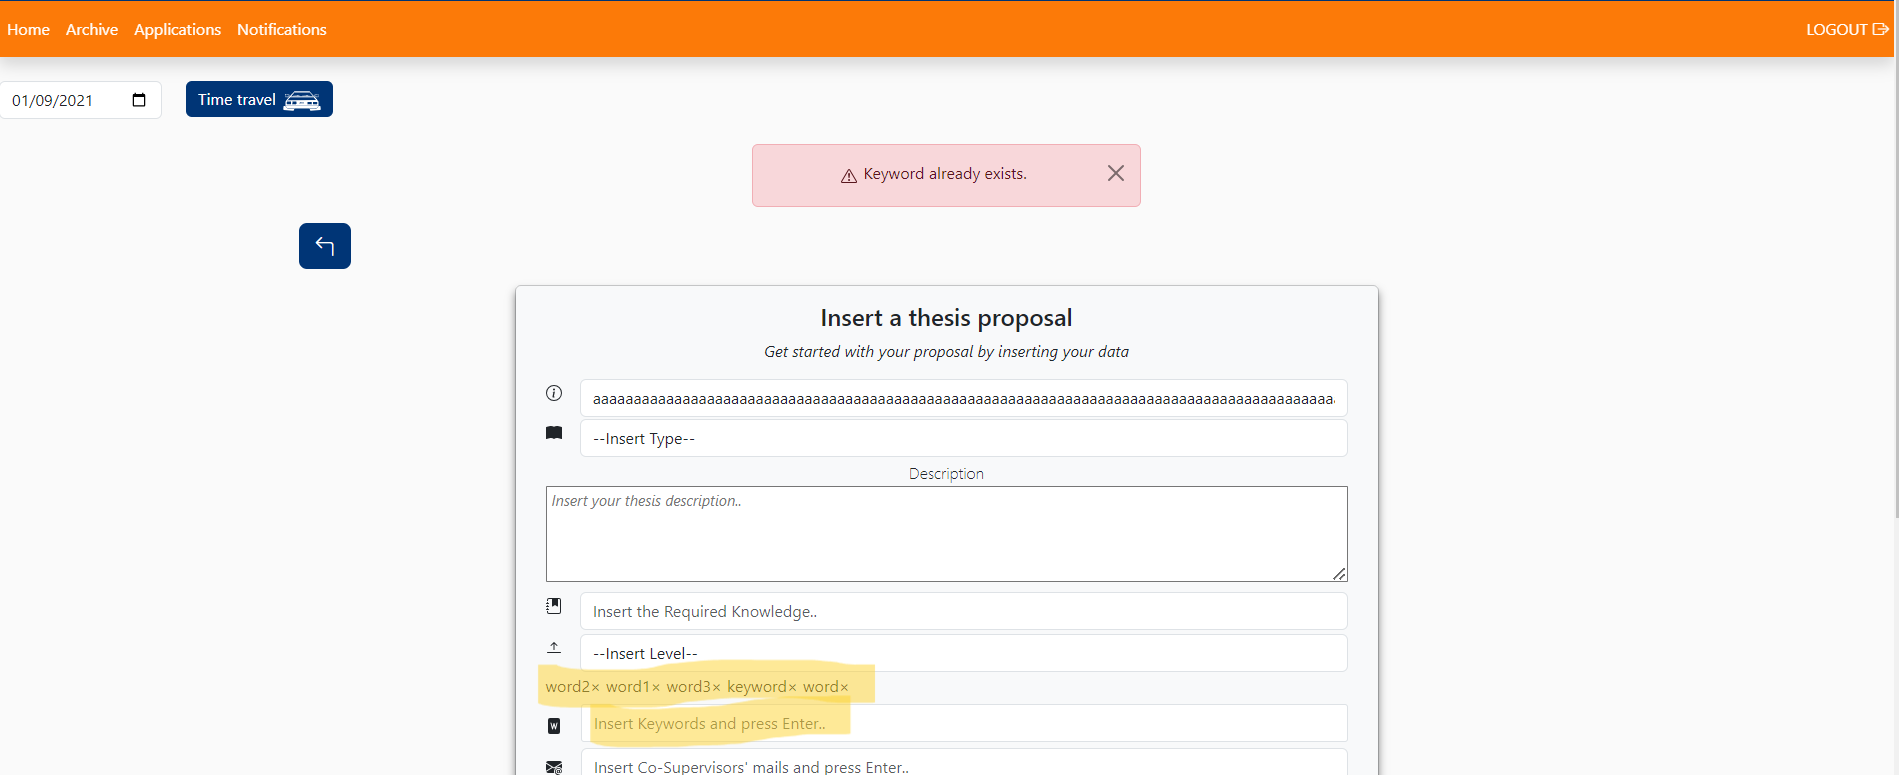 Home Archive Applications Notifications LOGOUT
01/09/2021 Time travel
Keyword already exists.
Insert a thesis proposal
Get started with your proposal by inserting your data
--Insert Type--
Description
Insert your thesis description..
Insert the Required Knowledge..
--Insert Level--
word2× word1× word3× keyword× word×
W
Insert Keywords and press Enter..
Insert Co-Supervisors' mails and press Enter..